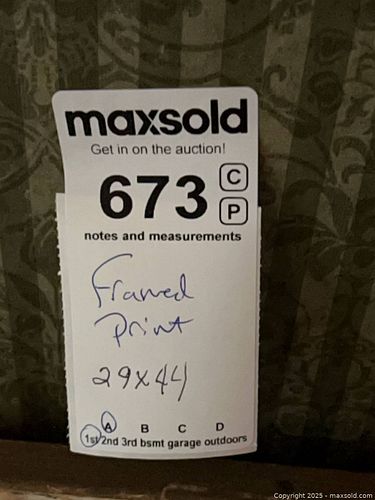 maxsold
Get in on the auction!
673 C
P
notes and measurements
Framed
Print
29x44
A B C D
1st 2nd 3rd bsmt garage outdoors
Copyright 2025 - maxsold.com